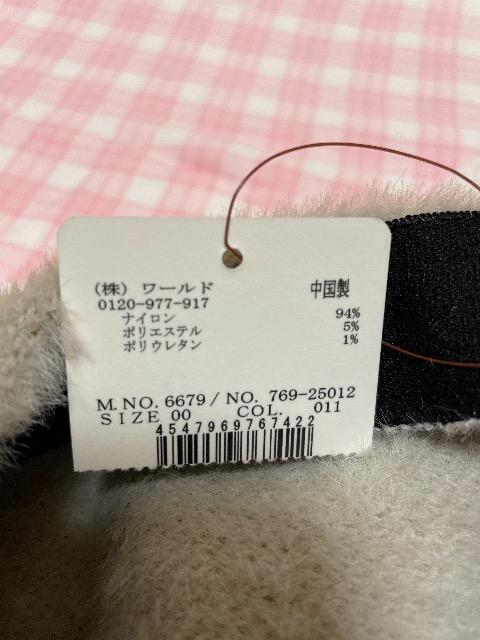 (株) ワールド 中国製
0120-977-917
ナイロン 94%
ポリエステル 5%
ポリウレタン 1%
M.NO. 6679 / NO. 769-25012
SIZE 00 COL. 011
4547969767422